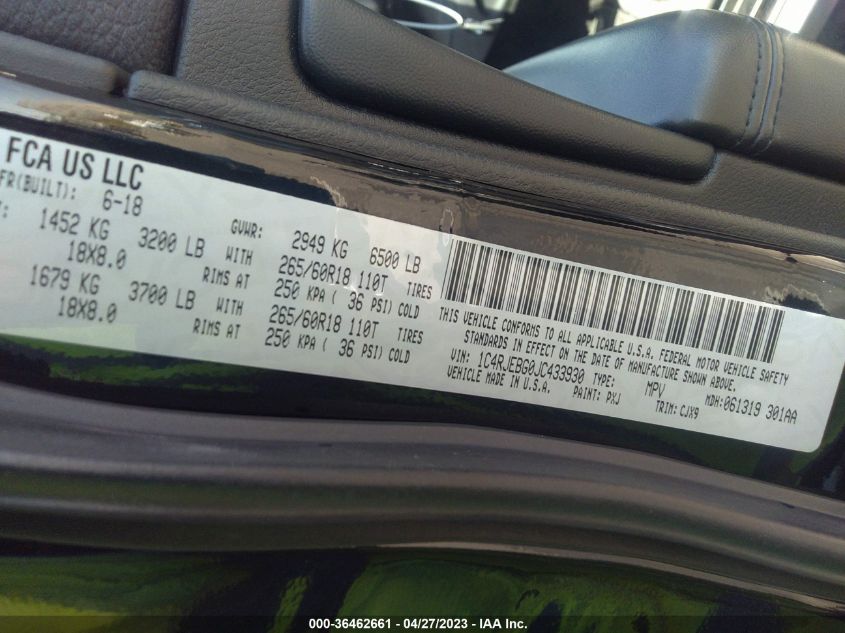 FCA US LLC
FR(BUILT): 6-18
GVWR: 2949 KG 6500 LB
T: 1452 KG 3200 LB WITH 265/60R18 110T TIRES
18X8.0 RIMS AT 250 KPA ( 36 PSI) COLD
1679 KG 3700 LB WITH 265/60R18 110T TIRES
18X8.0 RIMS AT 250 KPA ( 36 PSI) COLD
THIS VEHICLE CONFORMS TO ALL APPLICABLE U.S.A. FEDERAL MOTOR VEHICLE SAFETY
STANDARDS IN EFFECT ON THE DATE OF MANUFACTURE SHOWN ABOVE.
VIN: 1C4RJEBG0JC433930 TYPE: MPV MDH: 061319 301AA
VEHICLE MADE IN U.S.A. PAINT: PXJ TRIM: CJX9
000-36462661 - 04/27/2023 - IAA Inc.